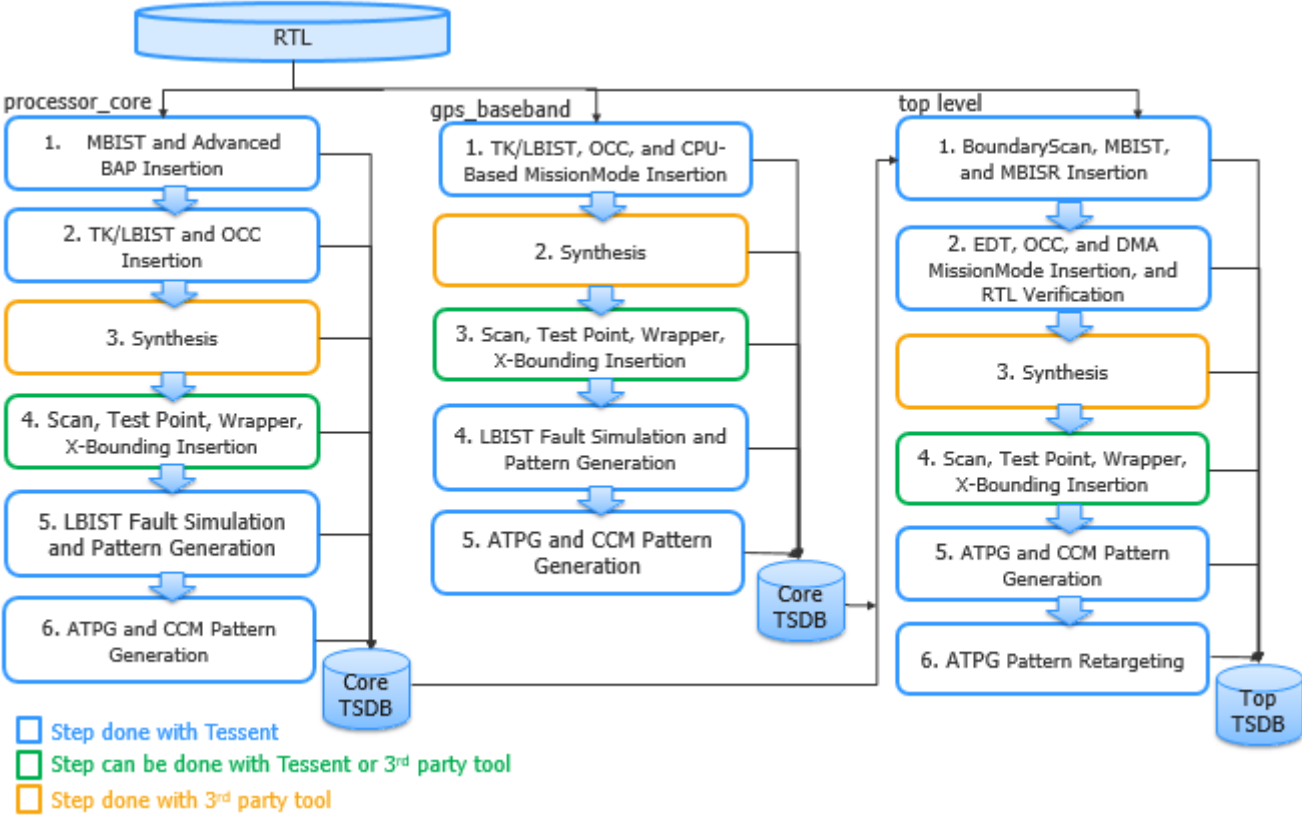 RTL
processor_core
1. MBIST and Advanced
BAP Insertion
2. TK/LBIST and OCC
Insertion
3. Synthesis
4. Scan, Test Point, Wrapper,
X-Bounding Insertion
5. LBIST Fault Simulation
and Pattern Generation
6. ATPG and CCM Pattern
Generation
Core
TSDB
gps_baseband
1. TK/LBIST, OCC, and CPU-
Based MissionMode Insertion
2. Synthesis
3. Scan, Test Point, Wrapper,
X-Bounding Insertion
4. LBIST Fault Simulation and
Pattern Generation
5. ATPG and CCM Pattern
Generation
Core
TSDB
top level
1. BoundaryScan, MBIST,
and MBISR Insertion
2. EDT, OCC, and DMA
MissionMode Insertion, and
RTL Verification
3. Synthesis
4. Scan, Test Point, Wrapper,
X-Bounding Insertion
5. ATPG and CCM Pattern
Generation
6. ATPG Pattern Retargeting
Top
TSDB
Step done with Tessent
Step can be done with Tessent or 3rd party tool
Step done with 3rd party tool